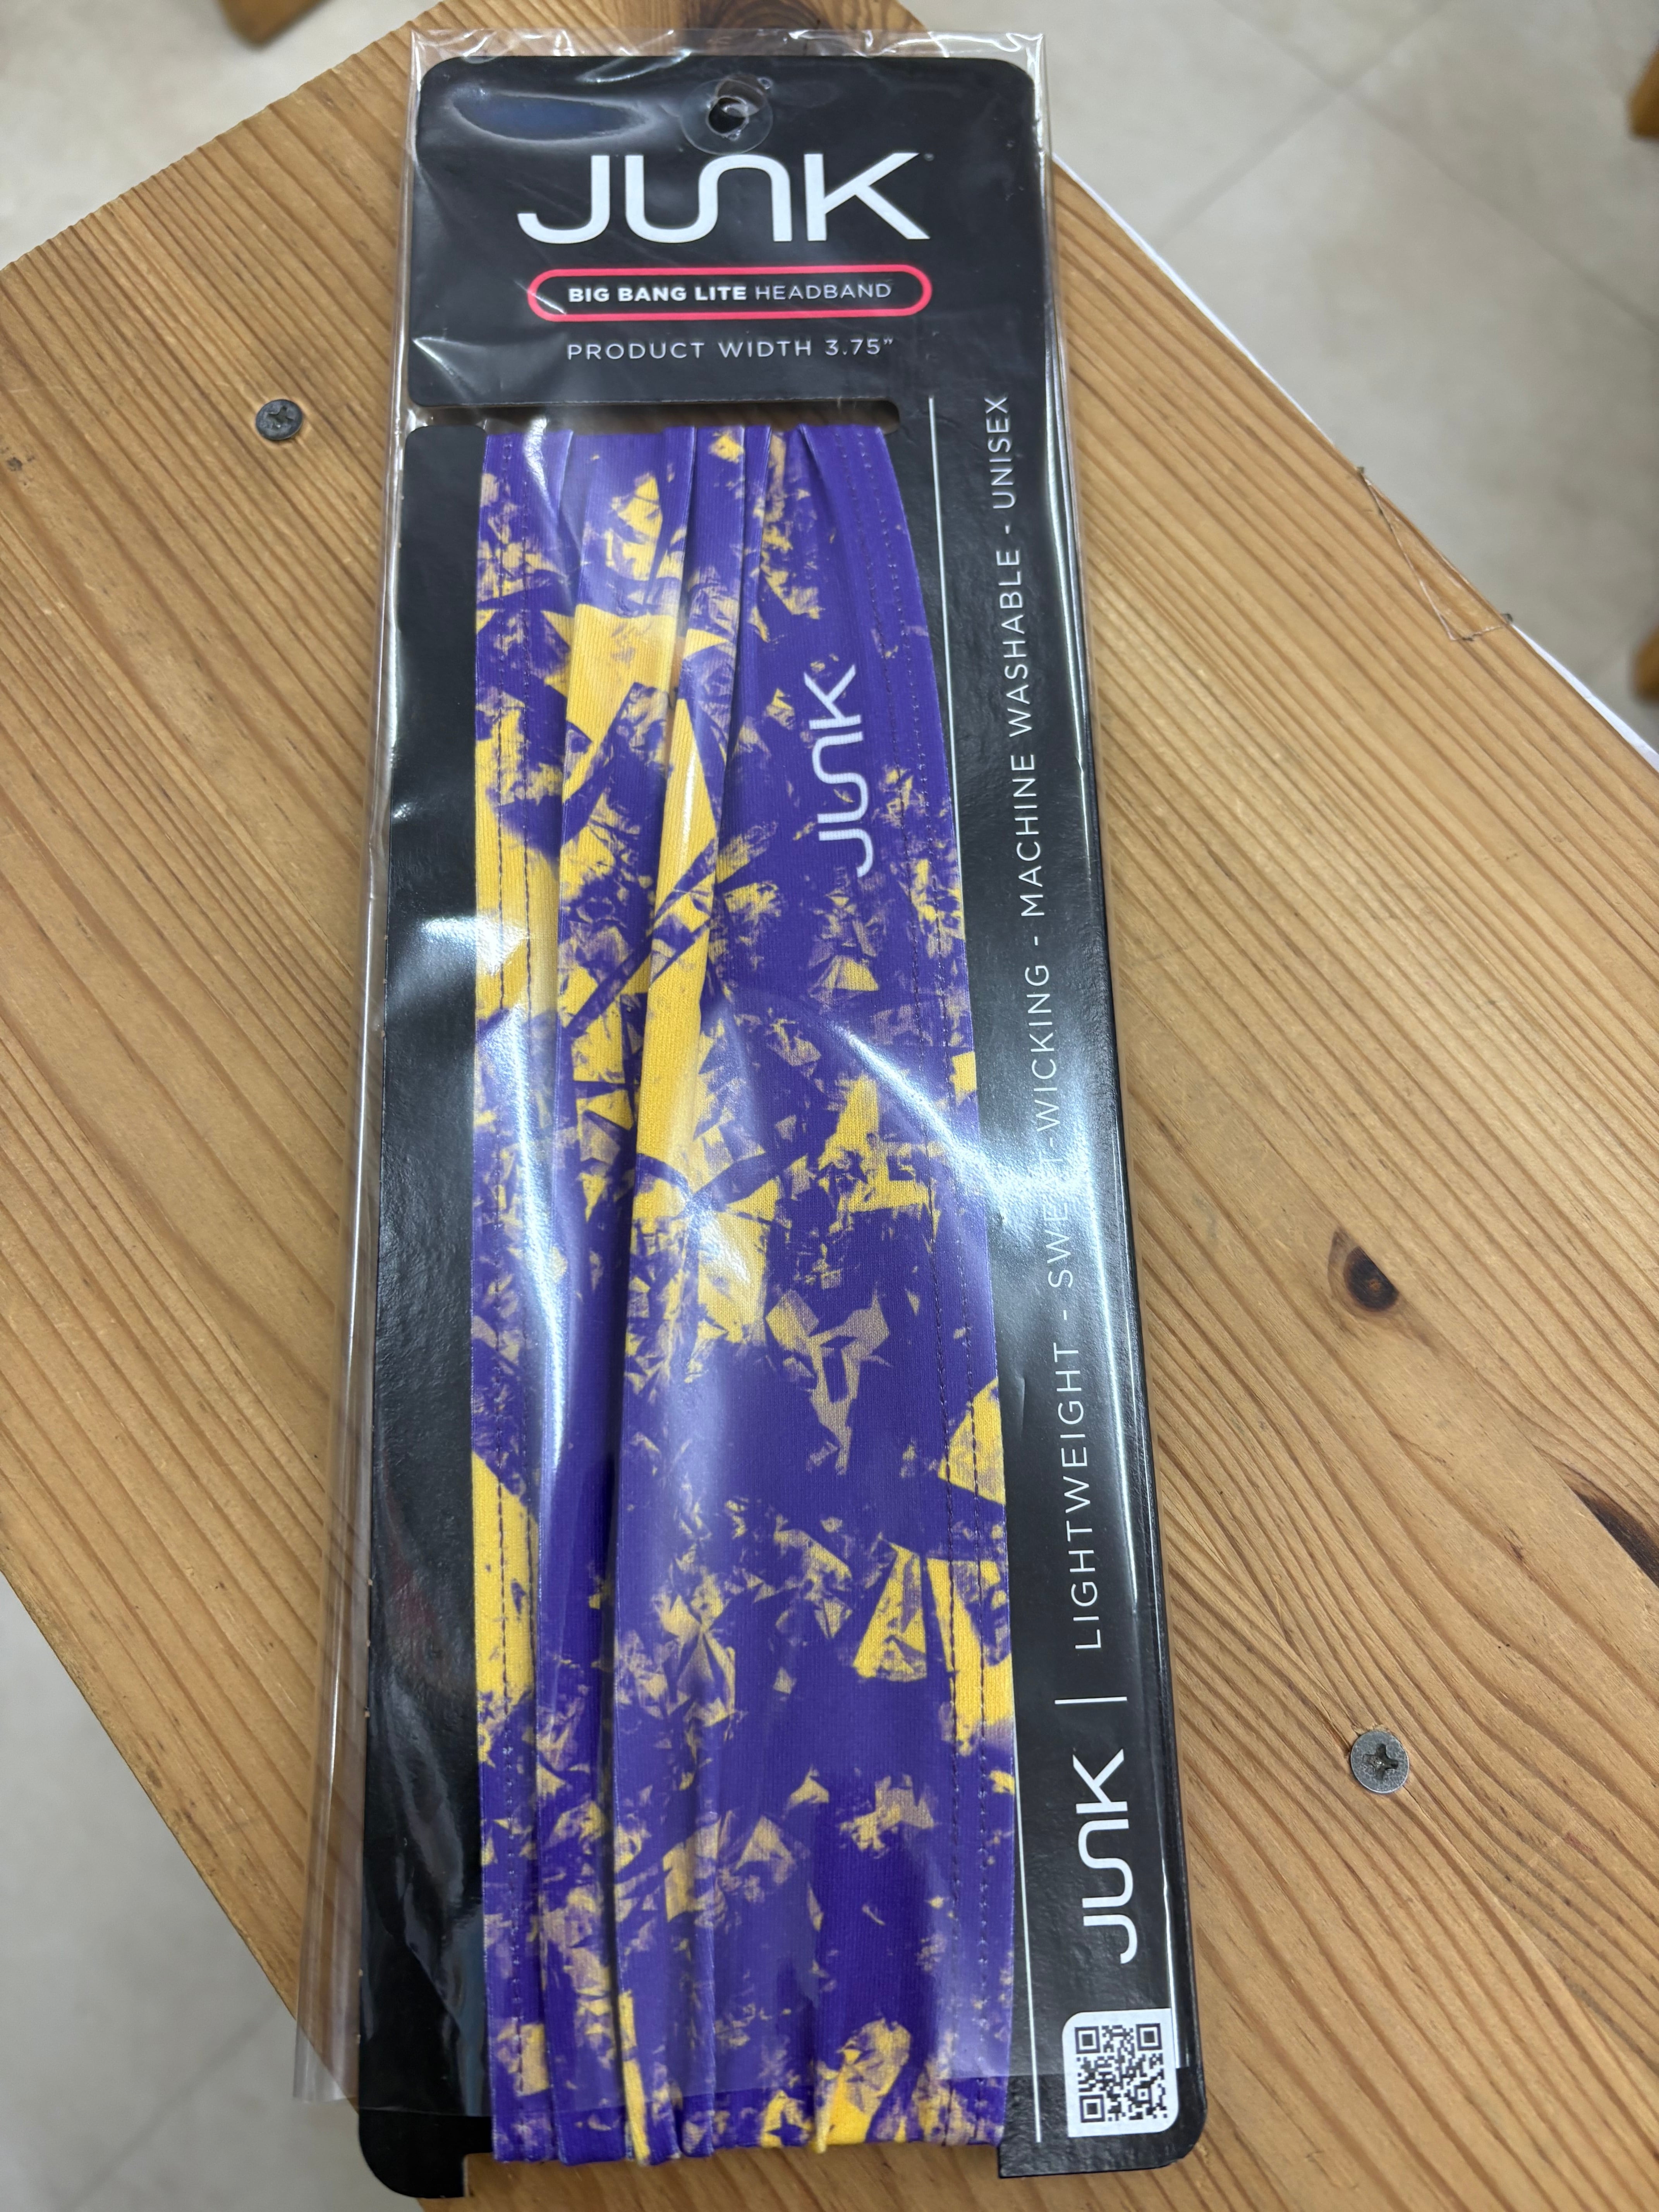 JUNK
BIG BANG LITE HEADBAND
PRODUCT WIDTH 3.75"
JUNK
JUNK | LIGHTWEIGHT - SWEAT-WICKING - MACHINE WASHABLE - UNISEX